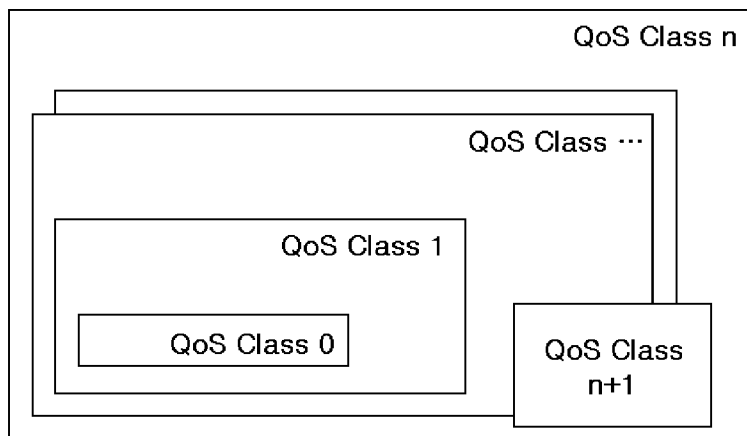 QoS Class n
QoS Class ···
QoS Class 1
QoS Class 0
QoS Class
n+1